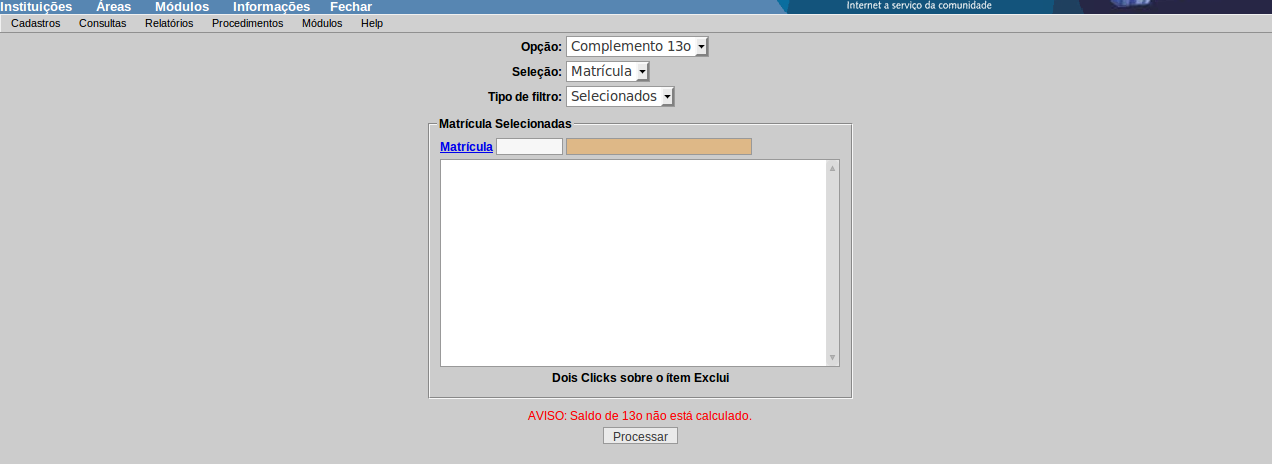 Instituições Áreas Módulos Informações Fechar
Internet a serviço da comunidade
Cadastros Consultas Relatórios Procedimentos Módulos Help
Opção: Complemento 13o
Seleção: Matrícula
Tipo de filtro: Selecionados
Matrícula Selecionadas
Matrícula
Dois Clicks sobre o ítem Exclui
AVISO: Saldo de 13o não está calculado.
Processar